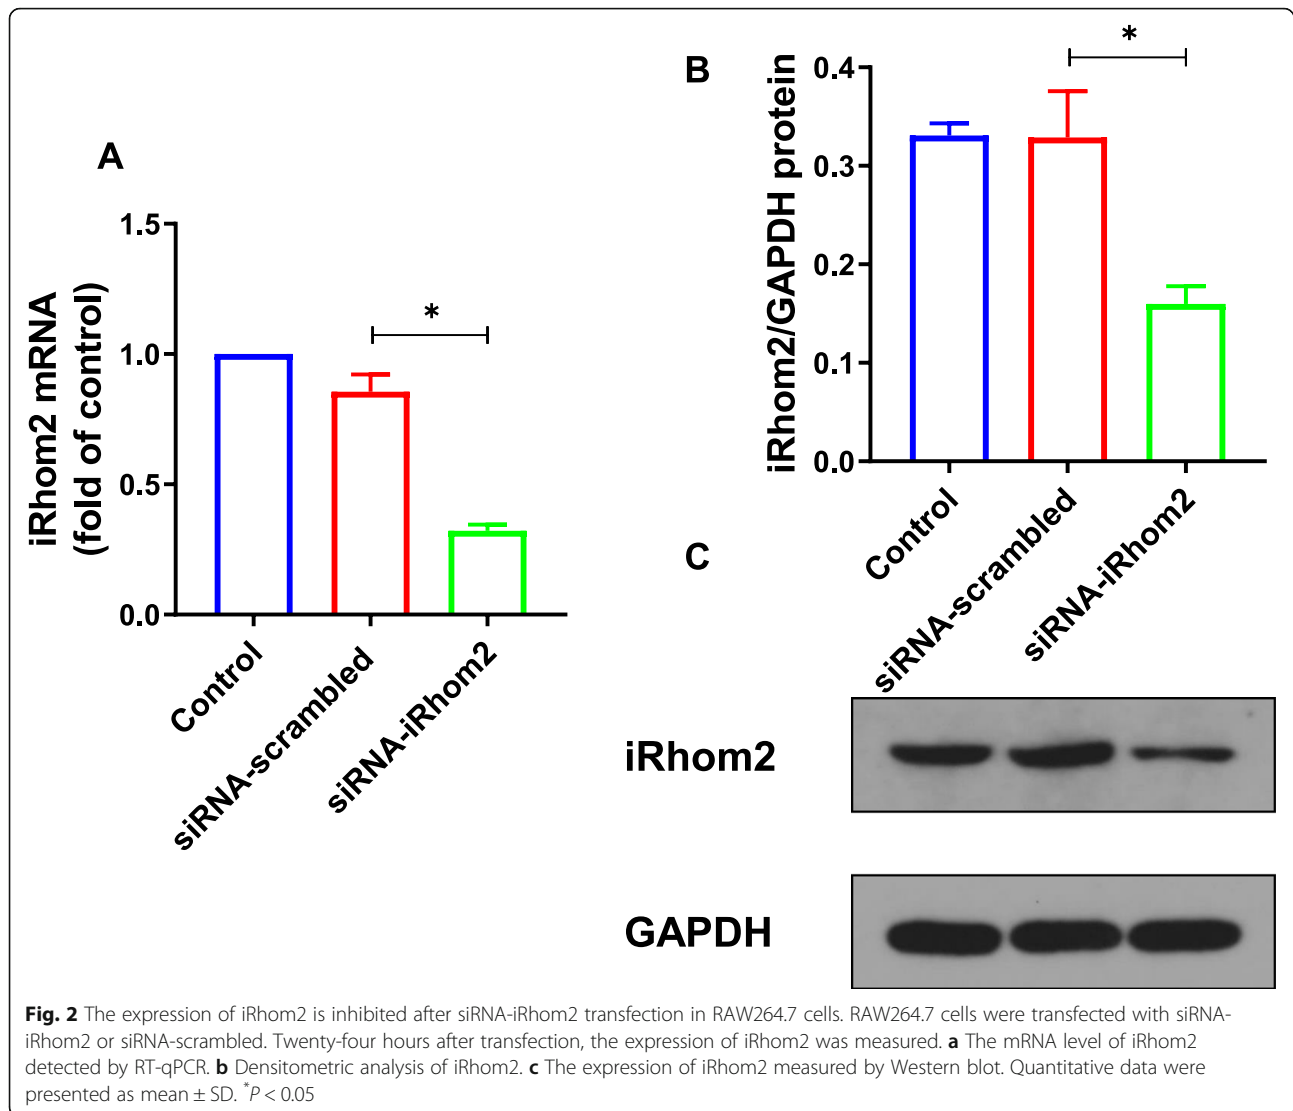 A
iRhom2 mRNA
(fold of control)
1.5
1.0
0.5
0.0
*
Control
siRNA-scrambled
siRNA-iRhom2
B
iRhom2/GAPDH protein
0.4
0.3
0.2
0.1
0.0
*
Control
siRNA-scrambled
siRNA-iRhom2
C
iRhom2
GAPDH
Fig. 2 The expression of iRhom2 is inhibited after siRNA-iRhom2 transfection in RAW264.7 cells. RAW264.7 cells were transfected with siRNA-
iRhom2 or siRNA-scrambled. Twenty-four hours after transfection, the expression of iRhom2 was measured. a The mRNA level of iRhom2
detected by RT-qPCR. b Densitometric analysis of iRhom2. c The expression of iRhom2 measured by Western blot. Quantitative data were
presented as mean ± SD. *P < 0.05